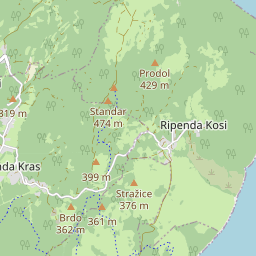 Prodol
429 m
319 m
Standar
474 m
Ripenda Kosi
nda Kras
399 m
Stražice
376 m
Brdo
362 m
361 m